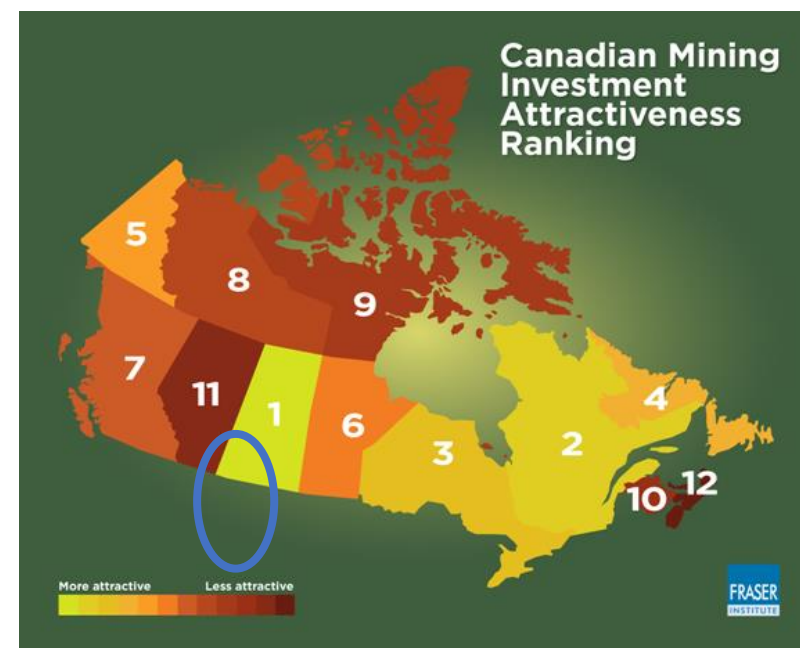 Canadian Mining
Investment
Attractiveness
Ranking
5
8
9
7
11
1
6
3
2
4
10
12
More attractive
Less attractive
FRASER
INSTITUTE